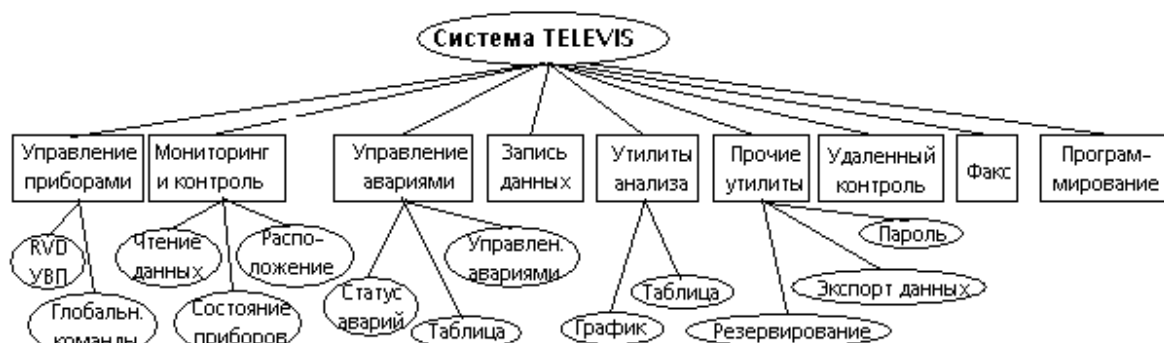 Система TELEVIS
Управление
приборами
Мониторинг
и контроль
Управление
авариями
Запись
данных
Утилиты
анализа
Прочие
утилиты
Удаленный
контроль
Факс
Програм-
мирование
RVD
УВП
Глобальн.
команды
Чтение
данных
Состояние
приборов
Распо-
ложение
Статус
аварий
Таблица
Управлен.
авариями
График
Таблица
Резервирование
Экспорт данных
Пароль